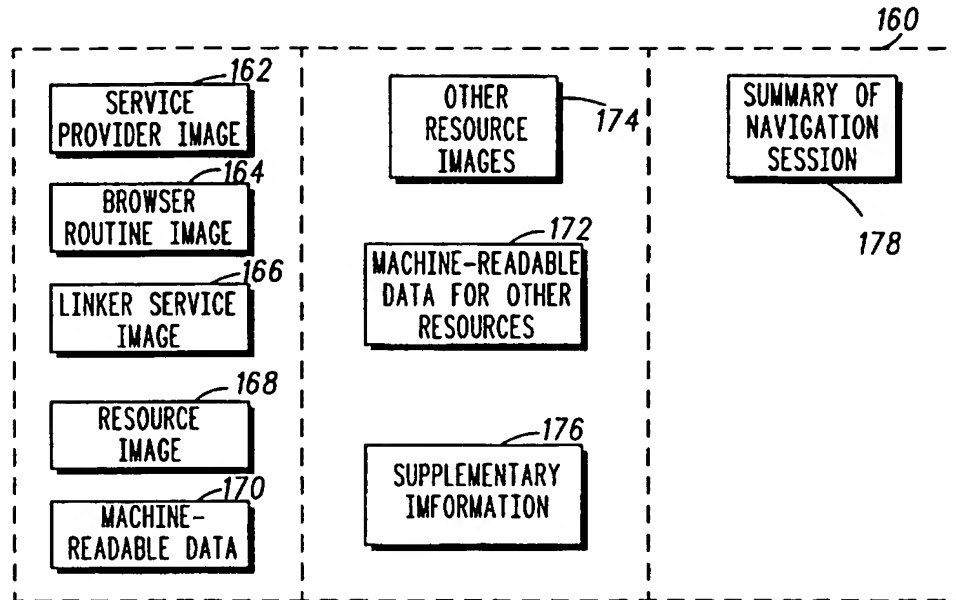 160
162
SERVICE
PROVIDER IMAGE
164
BROWSER
ROUTINE IMAGE
166
LINKER SERVICE
IMAGE
168
RESOURCE
IMAGE
170
MACHINE-
READABLE DATA
OTHER
RESOURCE
IMAGES
174
172
MACHINE-READABLE
DATA FOR OTHER
RESOURCES
176
SUPPLEMENTARY
IMFORMATION
SUMMARY OF
NAVIGATION
SESSION
178